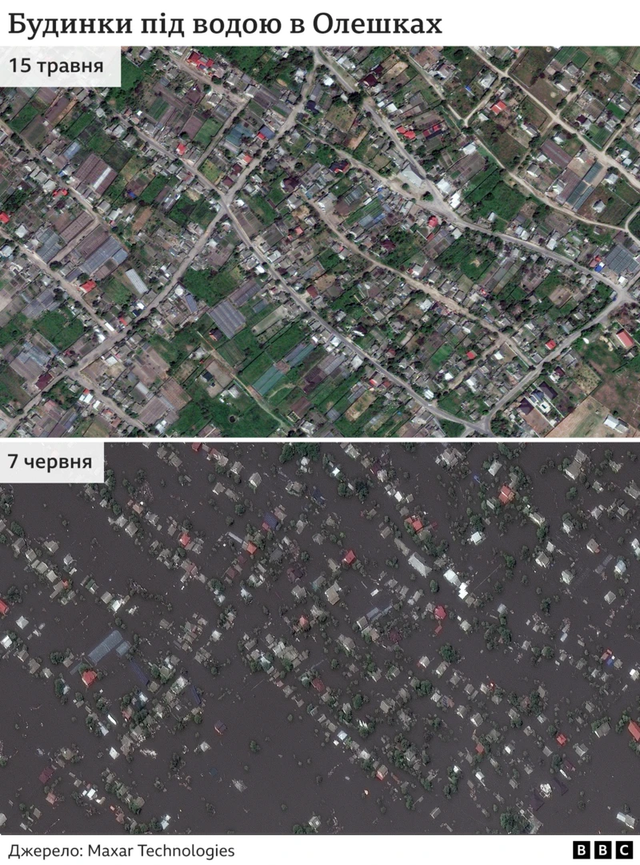 Будинки під водою в Олешках
15 травня
7 червня
Джерело: Maxar Technologies
BBC